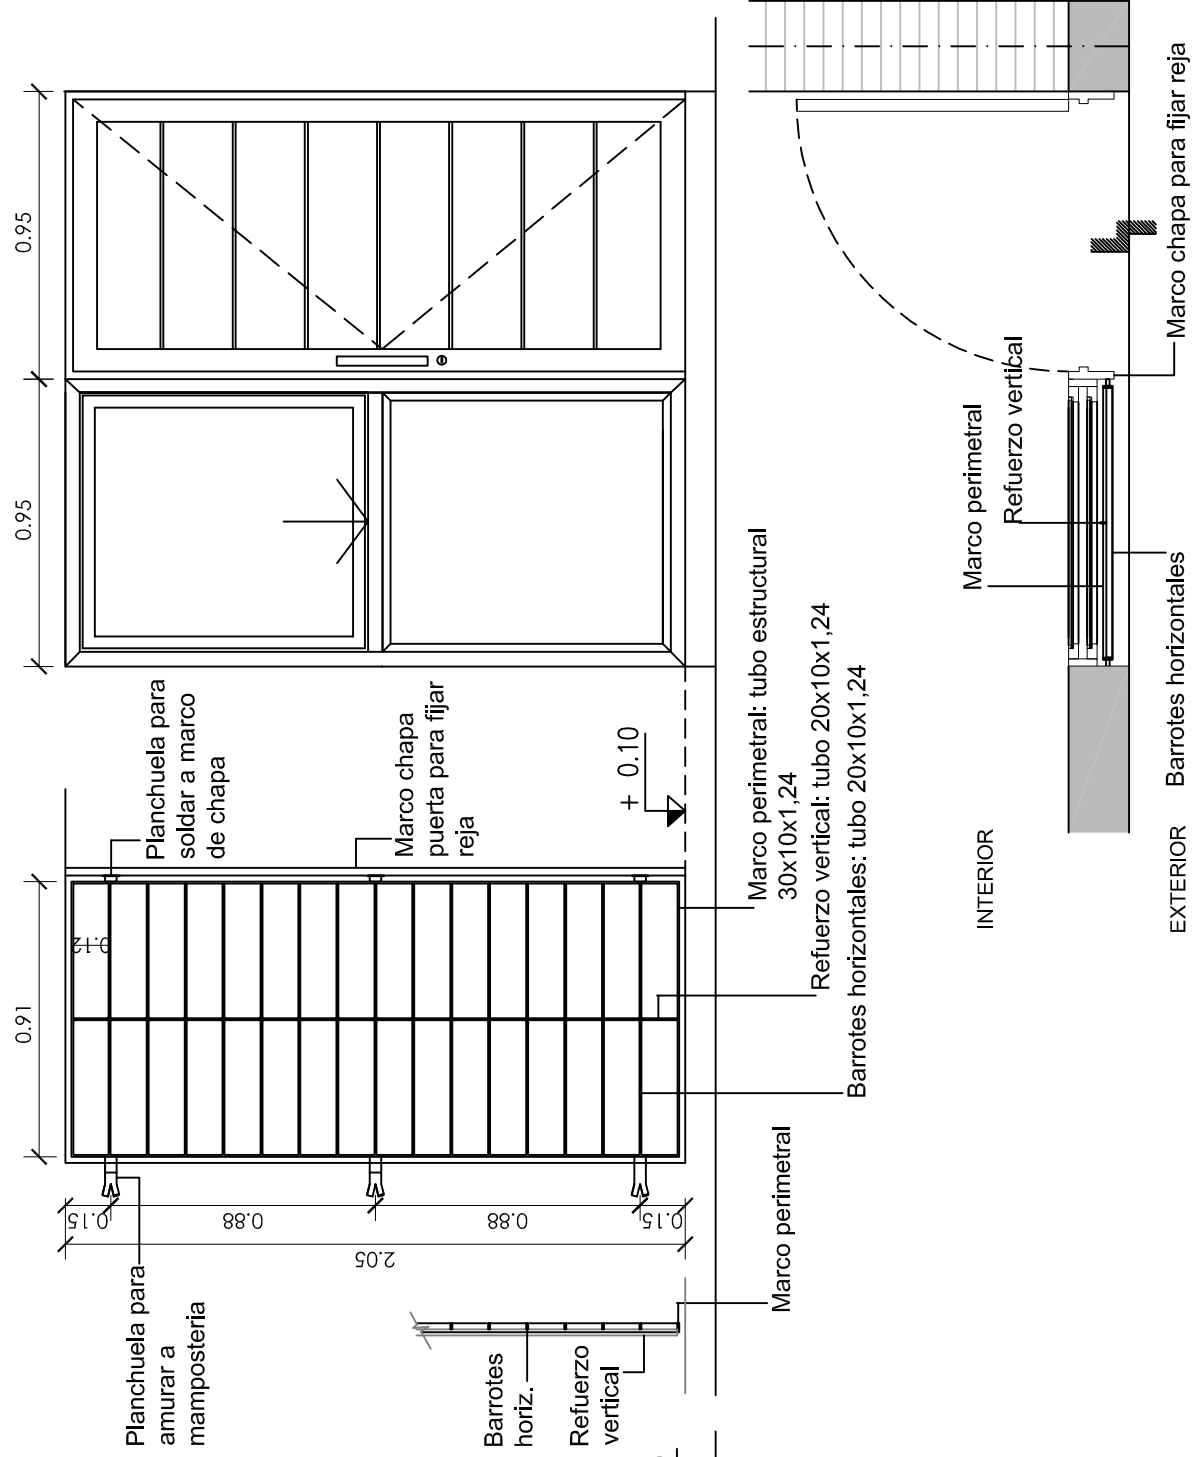 0.95
0.95
0.91
0.12
Planchuela para
soldar a marco
de chapa
Marco chapa
puerta para fijar
reja
+ 0.10
Planchuela para
amurar a
mamposteria
0.15
0.88
0.88
0.15
2.05
Barrotes
horiz.
Refuerzo
vertical
Marco perimetral
Marco perimetral: tubo estructural
30x10x1,24
Refuerzo vertical: tubo 20x10x1,24
Barrotes horizontales: tubo 20x10x1,24
INTERIOR
EXTERIOR
Marco perimetral
Refuerzo vertical
Barrotes horizontales
Marco chapa para fijar reja